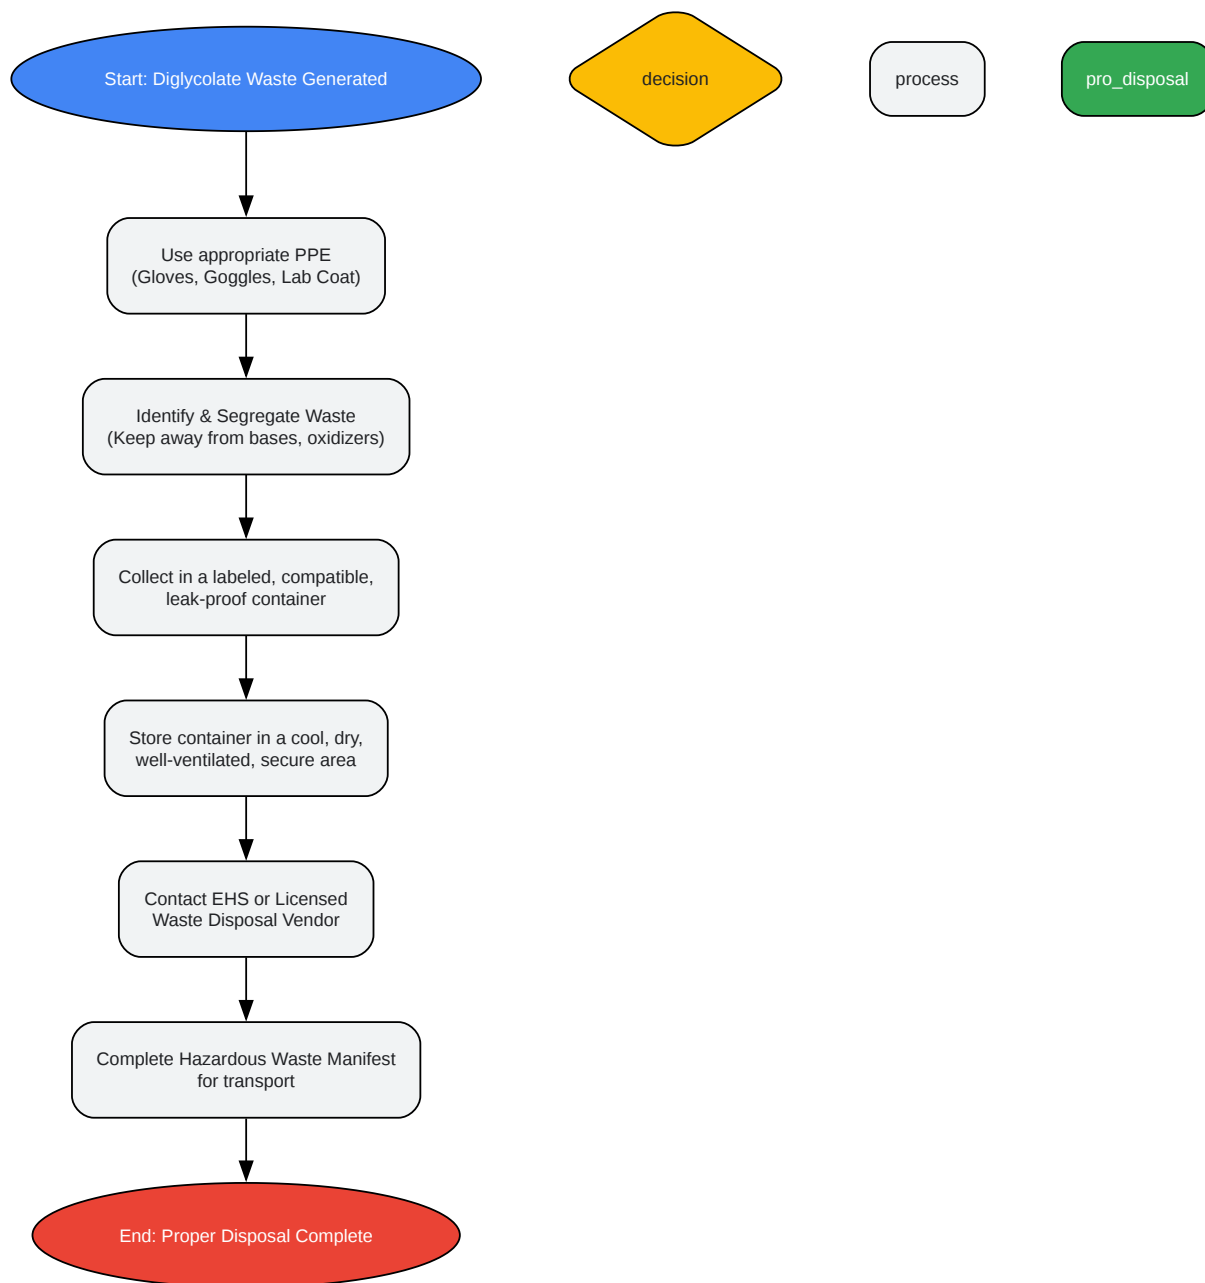 Start: Diglycolate Waste Generated
decision
process
pro_disposal
Use appropriate PPE
(Gloves, Goggles, Lab Coat)
Identify & Segregate Waste
(Keep away from bases, oxidizers)
Collect in a labeled, compatible,
leak-proof container
Store container in a cool, dry,
well-ventilated, secure area
Contact EHS or Licensed
Waste Disposal Vendor
Complete Hazardous Waste Manifest
for transport
End: Proper Disposal Complete